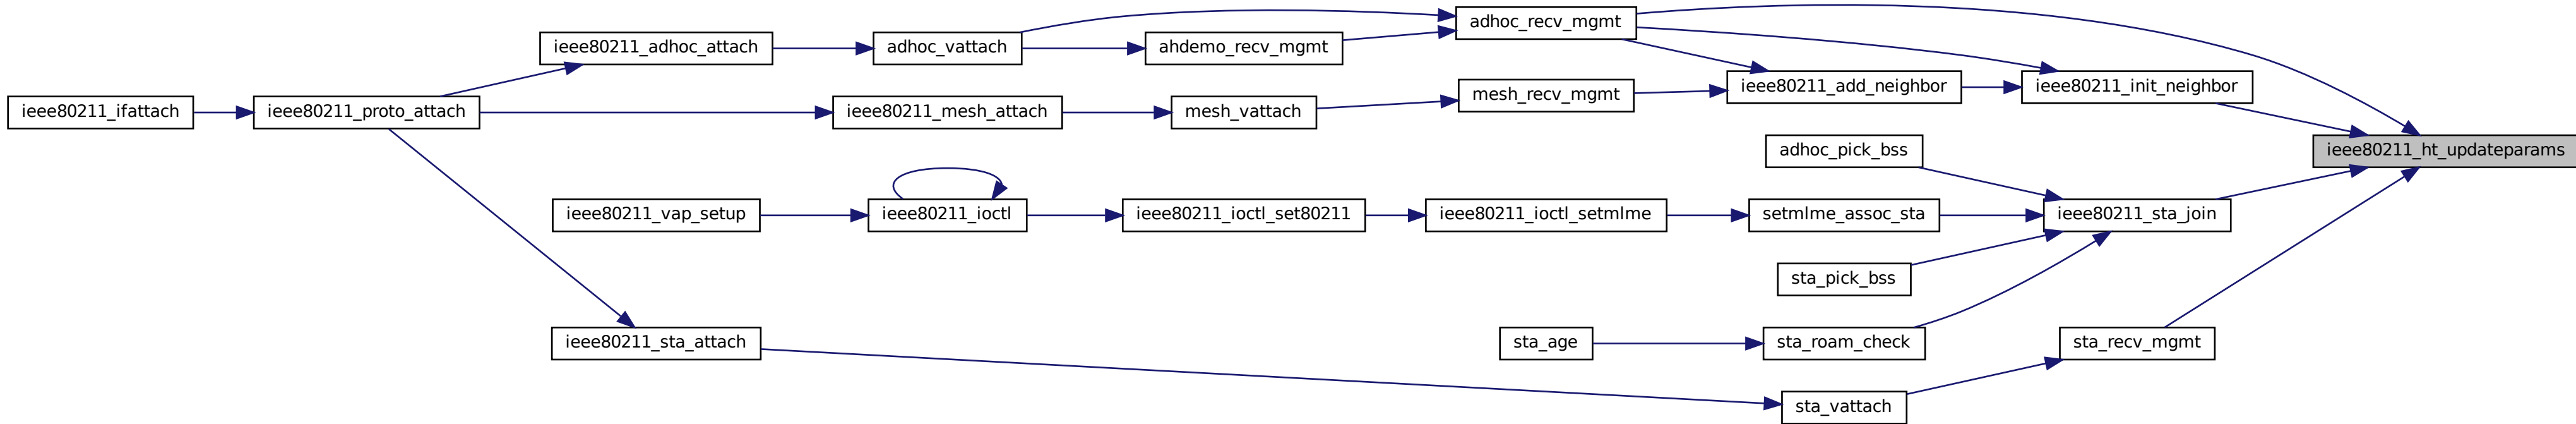 adhoc_recv_mgmt
ieee80211_adhoc_attach
adhoc_vattach
ahdemo_recv_mgmt
ieee80211_add_neighbor
ieee80211_init_neighbor
mesh_recv_mgmt
ieee80211_ifattach
ieee80211_proto_attach
ieee80211_mesh_attach
mesh_vattach
adhoc_pick_bss
ieee80211_ht_updateparams
ieee80211_vap_setup
ieee80211_ioctl
ieee80211_ioctl_set80211
ieee80211_ioctl_setmlme
setmlme_assoc_sta
ieee80211_sta_join
sta_pick_bss
ieee80211_sta_attach
sta_age
sta_roam_check
sta_recv_mgmt
sta_vattach